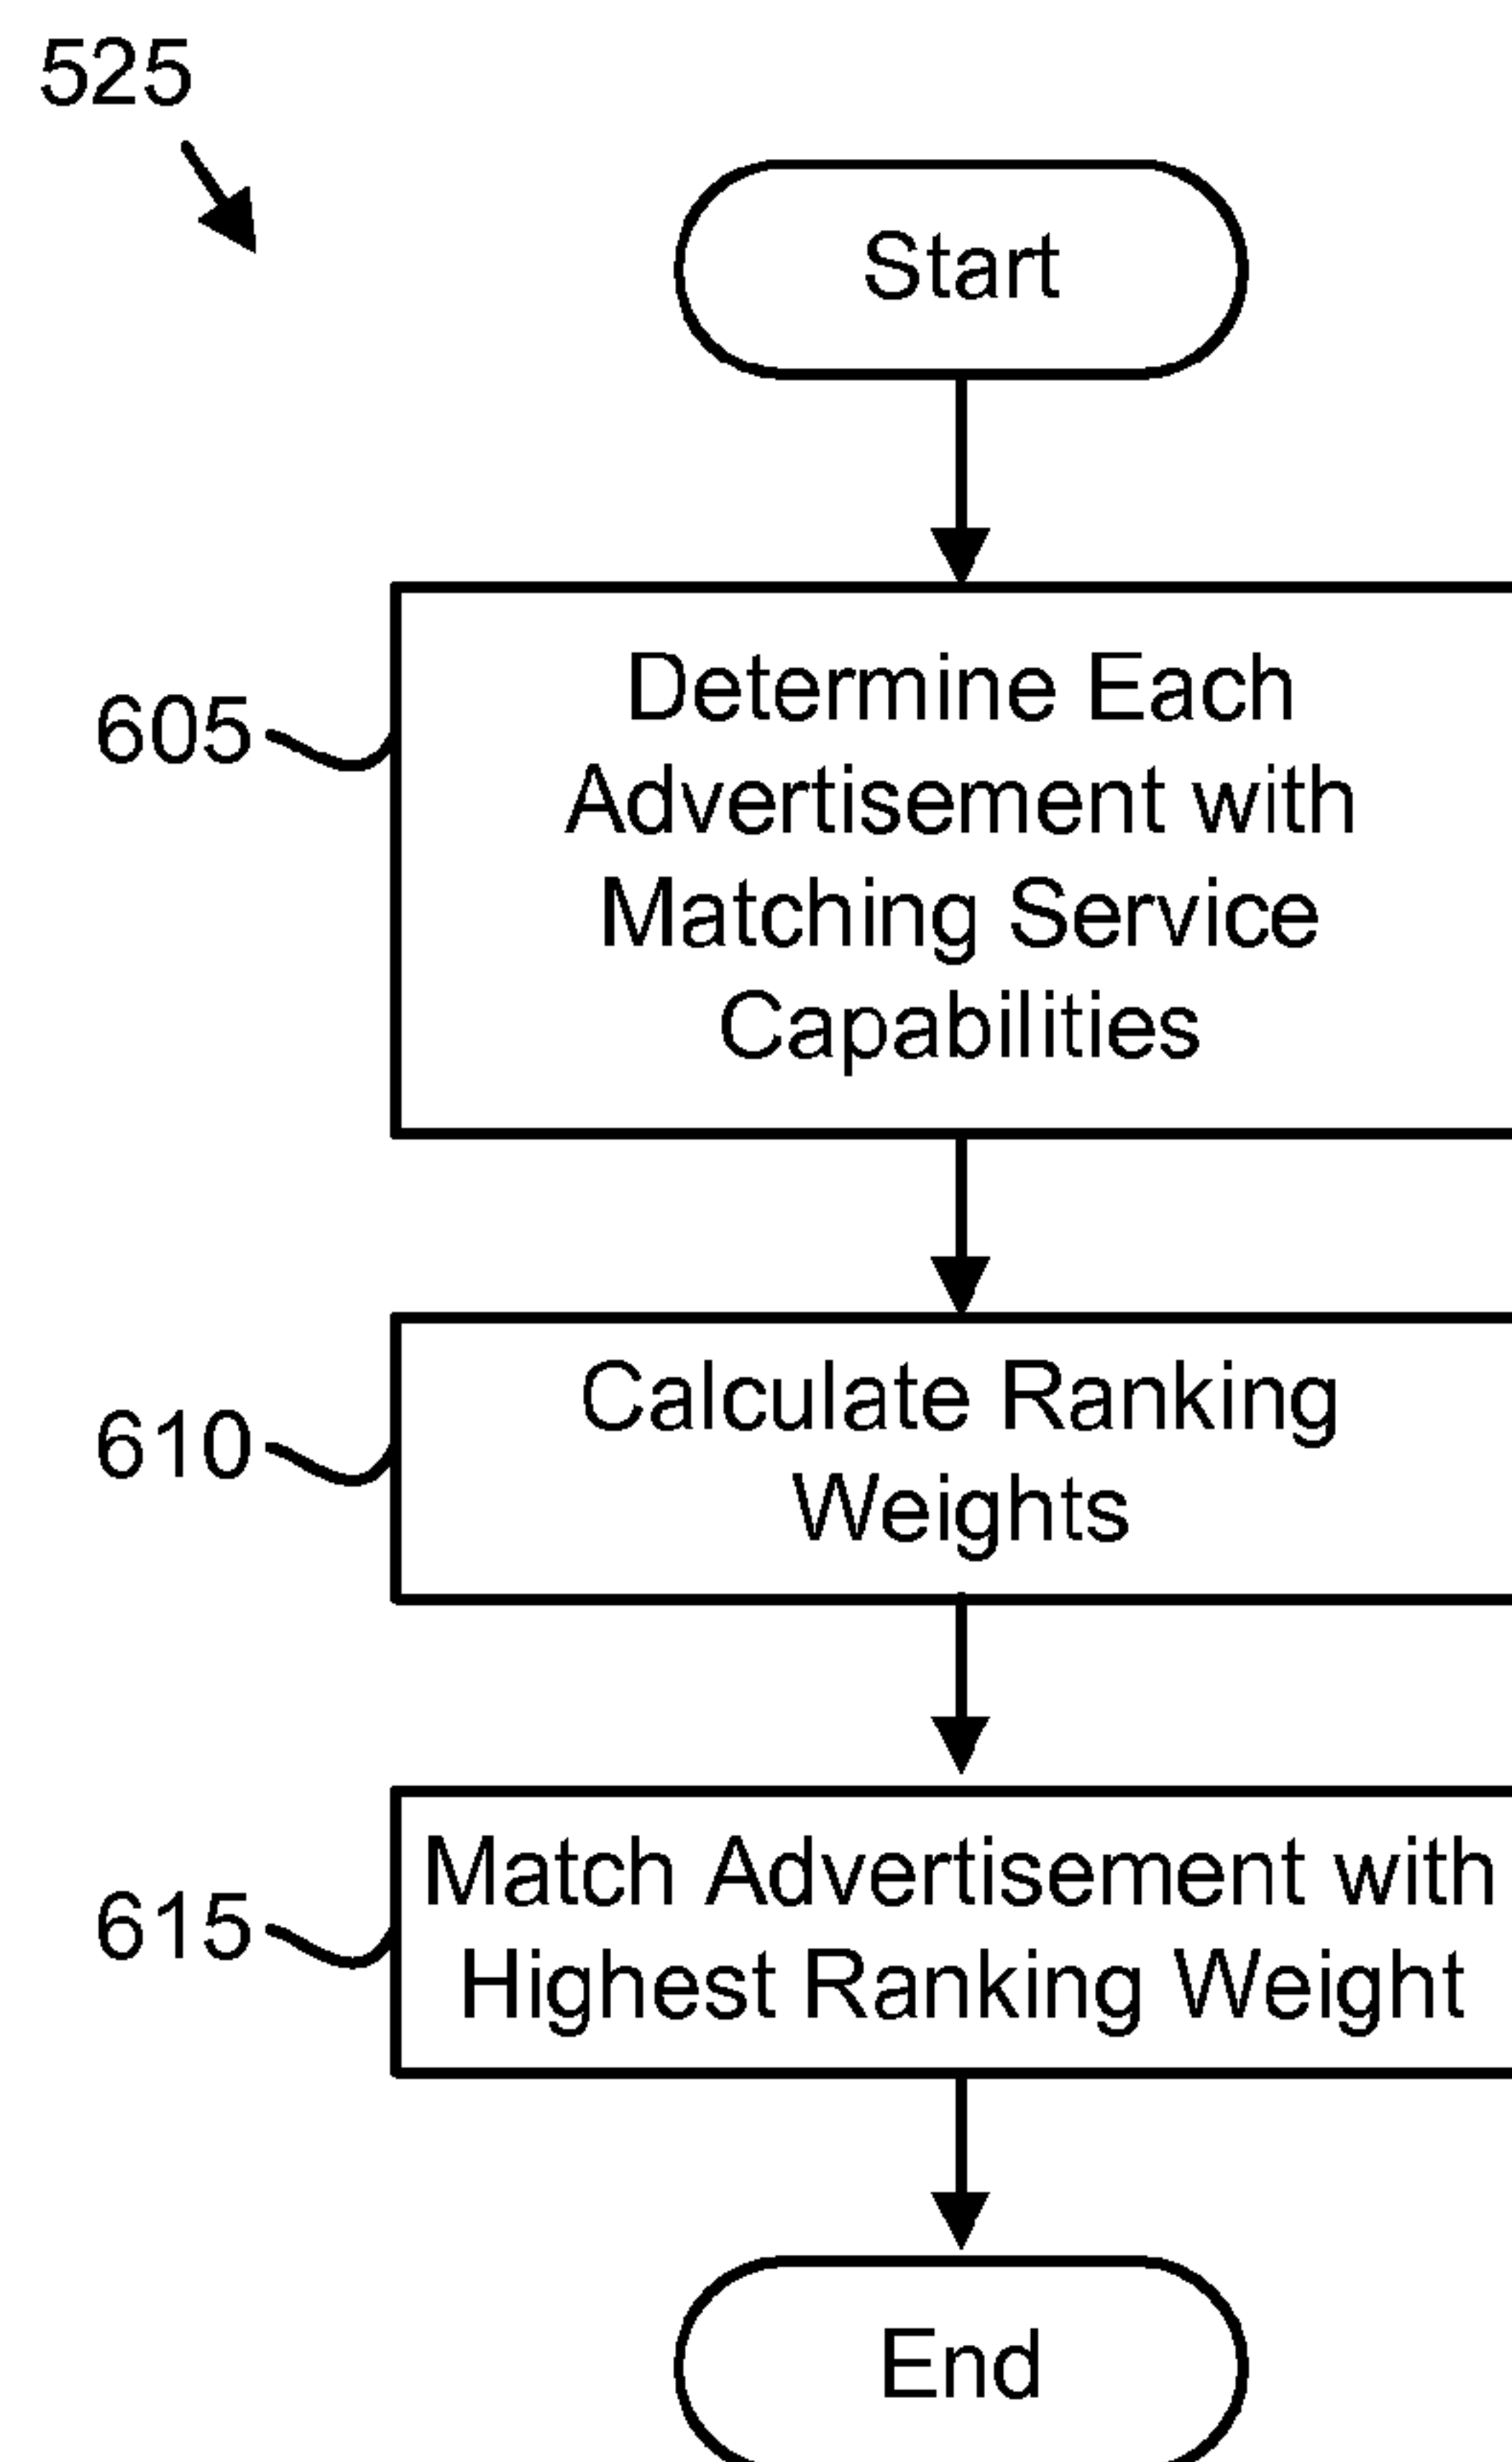 525
Start
605
Determine Each
Advertisement with
Matching Service
Capabilities
610
Calculate Ranking
Weights
615
Match Advertisement with
Highest Ranking Weight
End